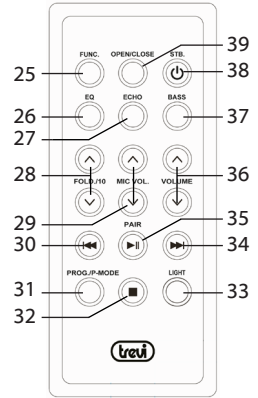 39
FUNC. OPEN/CLOSE STB.
25 38
EQ ECHO BASS
26 37
27
28 36
FOLD./10 MIC VOL. VOLUME
29 35
PAIR
30 34
PROG./P-MODE LIGHT
31 33
32
trevi